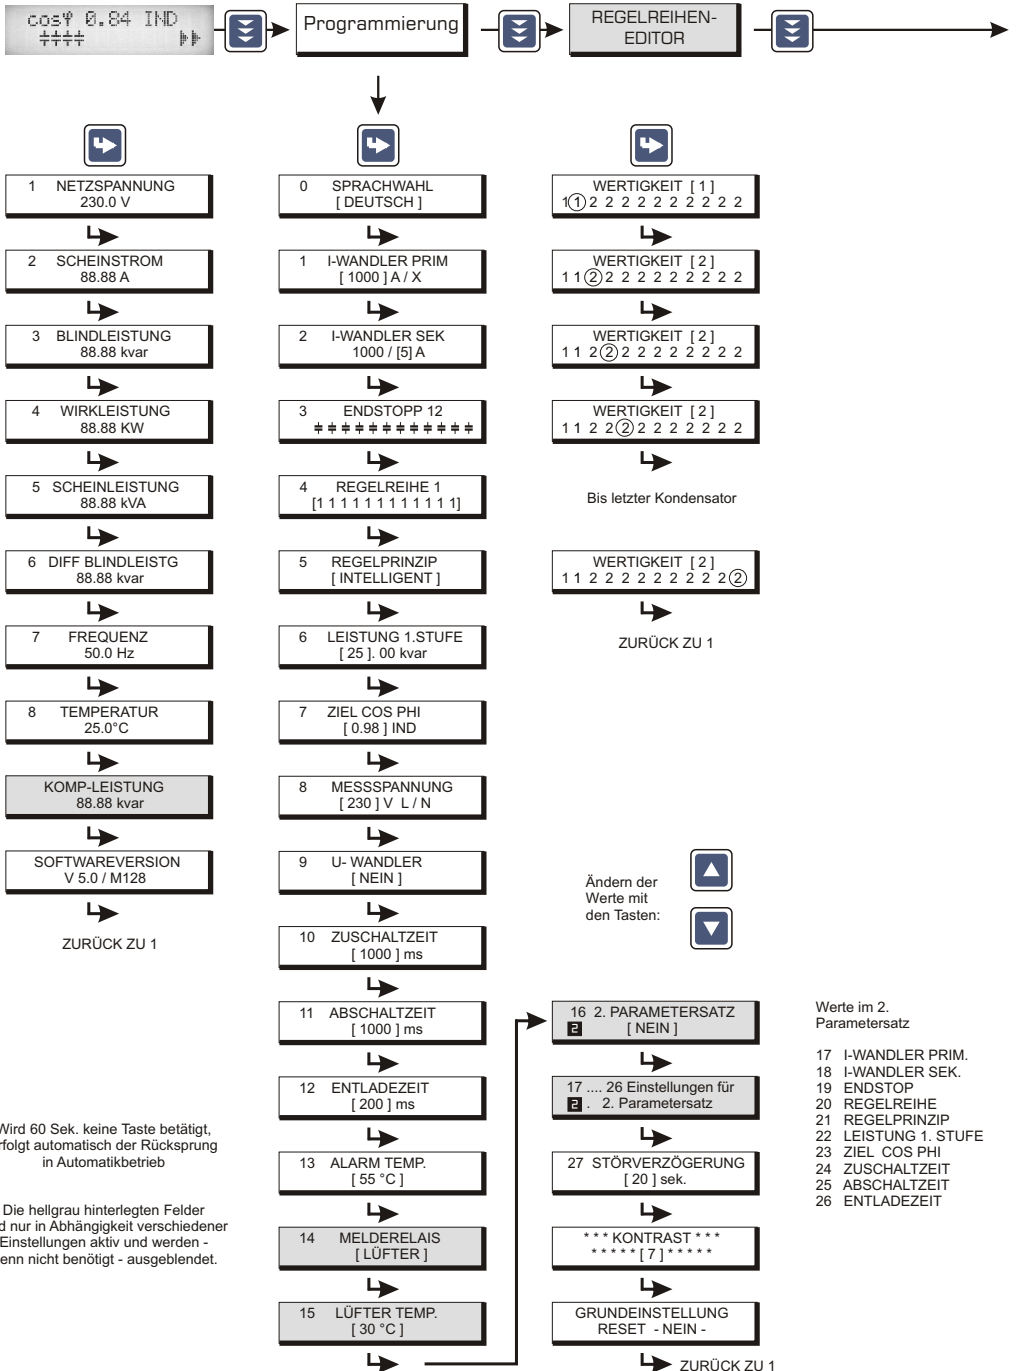 cosφ 0.84 IND
Programmierung
REGELREIHEN-
EDITOR
1 NETZSPANNUNG
230.0 V
2 SCHEINSTROM
88.88 A
3 BLINDLEISTUNG
88.88 kvar
4 WIRKLEISTUNG
88.88 KW
5 SCHEINLEISTUNG
88.88 kVA
6 DIFF BLINDLEISTG
88.88 kvar
7 FREQUENZ
50.0 Hz
8 TEMPERATUR
25.0°C
KOMP-LEISTUNG
88.88 kvar
SOFTWAREVERSION
V 5.0 / M128
ZURÜCK ZU 1
Wird 60 Sek. keine Taste betätigt,
rfolgt automatisch der Rücksprung
in Automatikbetrieb
Die hellgrau hinterlegten Felder
d nur in Abhängigkeit verschiedener
Einstellungen aktiv und werden -
enn nicht benötigt - ausgeblendet.
0 SPRACHWAHL
[ DEUTSCH ]
1 I-WANDLER PRIM
[ 1000 ] A / X
2 I-WANDLER SEK
1000 / [5] A
3 ENDSTOPP 12
4 REGELREIHE 1
[1 1 1 1 1 1 1 1 1 1 1 1]
5 REGELPRINZIP
[ INTELLIGENT ]
6 LEISTUNG 1.STUFE
[ 25 ]. 00 kvar
7 ZIEL COS PHI
[ 0.98 ] IND
8 MESSSPANNUNG
[ 230 ] V L / N
9 U- WANDLER
[ NEIN ]
10 ZUSCHALTZEIT
[ 1000 ] ms
11 ABSCHALTZEIT
[ 1000 ] ms
12 ENTLADEZEIT
[ 200 ] ms
13 ALARM TEMP.
[ 55 °C ]
14 MELDERELAIS
[ LÜFTER ]
15 LÜFTER TEMP.
[ 30 °C ]
WERTIGKEIT [ 1 ]
1 1 2 2 2 2 2 2 2 2 2 2
WERTIGKEIT [ 2 ]
1 1 2 2 2 2 2 2 2 2 2 2
WERTIGKEIT [ 2 ]
1 1 2 2 2 2 2 2 2 2 2 2
WERTIGKEIT [ 2 ]
1 1 2 2 2 2 2 2 2 2 2 2
Bis letzter Kondensator
WERTIGKEIT [ 2 ]
1 1 2 2 2 2 2 2 2 2 2 2
ZURÜCK ZU 1
Ändern der
Werte mit
den Tasten:
16 2. PARAMETERSATZ
2 [ NEIN ]
17 .... 26 Einstellungen für
2 . 2. Parametersatz
27 STÖRVERZÖGERUNG
[ 20 ] sek.
* * * KONTRAST * * *
* * * * * [ 7 ] * * * * *
GRUNDEINSTELLUNG
RESET - NEIN -
ZURÜCK ZU 1
Werte im 2.
Parametersatz
17 I-WANDLER PRIM.
18 I-WANDLER SEK.
19 ENDSTOP
20 REGELREIHE
21 REGELPRINZIP
22 LEISTUNG 1. STUFE
23 ZIEL COS PHI
24 ZUSCHALTZEIT
25 ABSCHALTZEIT
26 ENTLADEZEIT